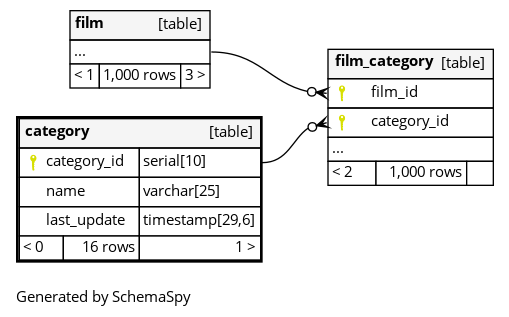 film [table]
...
< 1 1,000 rows 3 >
film_category [table]
film_id
category_id
...
< 2 1,000 rows
category [table]
category_id serial[10]
name varchar[25]
last_update timestamp[29,6]
< 0 16 rows 1 >
Generated by SchemaSpy